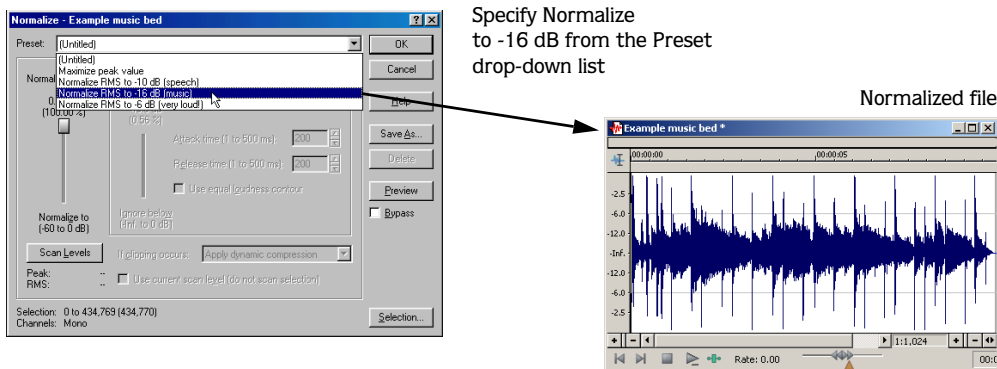 Specify Normalize
to -16 dB from the Preset
drop-down list
Normalize - Example music bed
Preset: (Untitled)
(Untitled)
Maximize peak value
Normalize RMS to -10 dB (speech)
Normalize RMS to -16 dB (music)
Normalize RMS to -6 dB (very loud!)
OK
Cancel
Help
Save As...
Delete
Preview
Bypass
(100.00 %)
(0.56 %)
Attack time (1 to 500 ms): 200
Release time (1 to 500 ms): 200
Use equal loudness contour
Normalize to
(-60 to 0 dB)
Ignore below
(-Inf. to 0 dB)
Scan Levels
If clipping occurs: Apply dynamic compression
Peak: --
RMS: --
Use current scan level (do not scan selection)
Selection: 0 to 434,769 (434,770)
Channels: Mono
Selection...
Normalized file
Example music bed *
00:00:00 00:00:05
-2.5
-6.0
-12.0
-Inf.
-12.0
-6.0
-2.5
1:1,024
Rate: 0.00